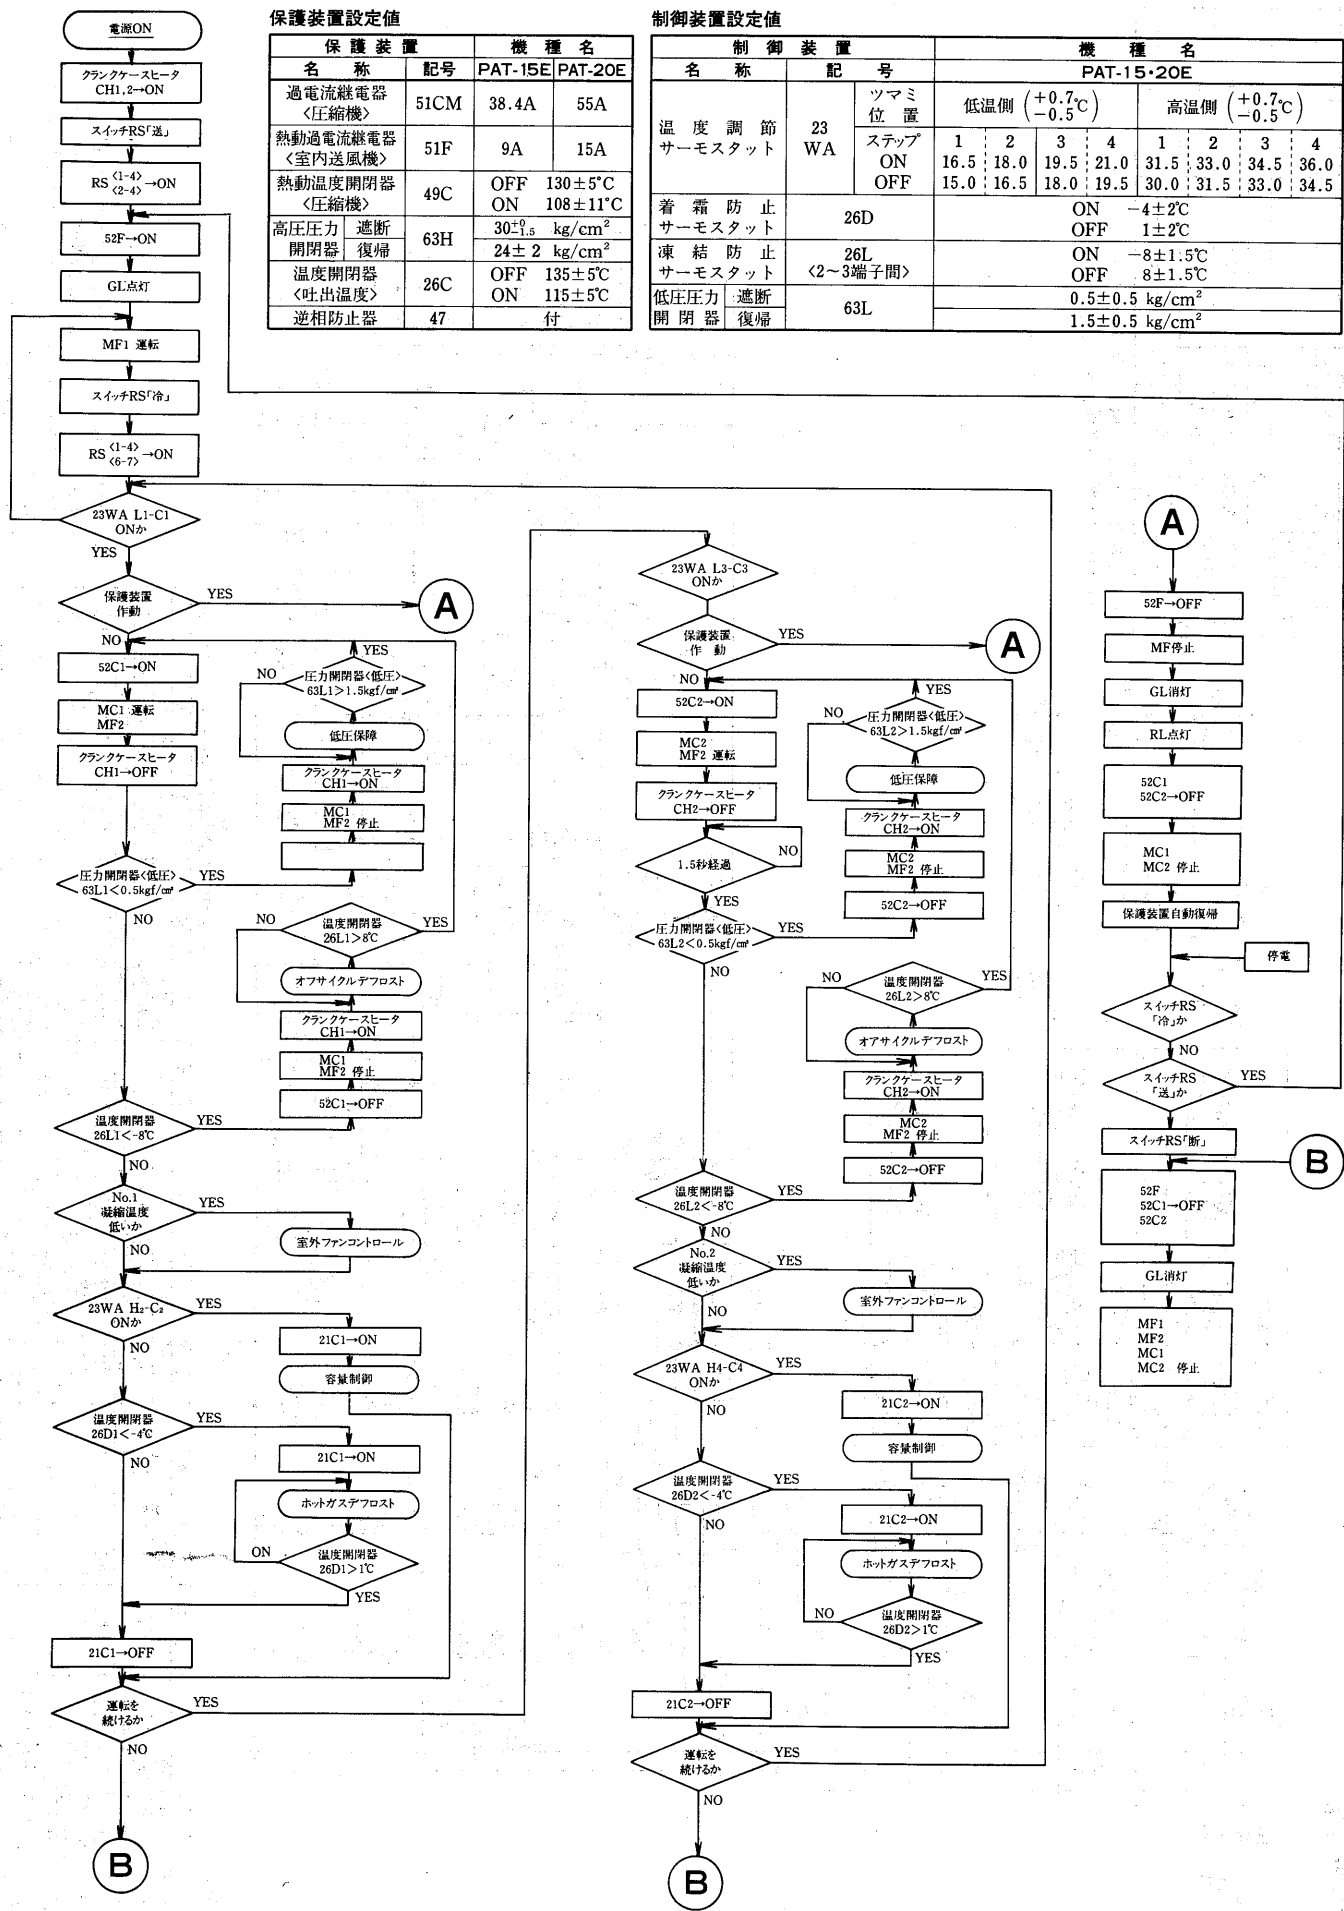 保護装置設定値
保護装置 機種名
名称 記号 PAT-15E PAT-20E
過電流継電器
〈圧縮機〉 51CM 38.4A 55A
熱動過電流継電器
〈室内送風機〉 51F 9A 15A
熱動温度開閉器
〈圧縮機〉 49C
OFF 130±5℃
ON 108±11℃
高圧圧力
開閉器 63H
遮断 30±⁰₁.₅ kg/cm²
復帰 24±2 kg/cm²
温度開閉器
〈吐出温度〉 26C
OFF 135±5℃
ON 115±5℃
逆相防止器 47 付
制御装置設定値
制御装置 機種名
名称 記号 PAT-15・20E
温度調節
サーモスタット
23
WA
ツマミ
位置
低温側 (+0.7 −0.5℃) 高温側 (+0.7 −0.5℃)
ステップ 1 2 3 4 1 2 3 4
ON 16.5 18.0 19.5 21.0 31.5 33.0 34.5 36.0
OFF 15.0 16.5 18.0 19.5 30.0 31.5 33.0 34.5
着霜防止
サーモスタット 26D
ON −4±2℃
OFF 1±2℃
凍結防止
サーモスタット
26L
〈2～3端子間〉
ON −8±1.5℃
OFF 8±1.5℃
低圧圧力
開閉器 63L
遮断 0.5±0.5 kg/cm²
復帰 1.5±0.5 kg/cm²
電源ON
クランクケースヒータ
CH1,2→ON
スイッチRS「送」
RS〈1-4〉〈2-4〉→ON
52F→ON
GL点灯
MF1 運転
スイッチRS「冷」
RS〈1-4〉〈6-7〉→ON
23WA L1-C1
ONか
YES
保護装置
作動
YES
A
NO
52C1→ON
MC1 運転
MF2
クランクケースヒータ
CH1→OFF
圧力開閉器<低圧>
63L1<0.5kgf/cm²
YES
NO
YES
NO
圧力開閉器<低圧>
63L1>1.5kgf/cm²
低圧保障
クランクケースヒータ
CH1→ON
MC1
MF2 停止
NO
温度開閉器
26L1>8℃
YES
オフサイクルデフロスト
クランクケースヒータ
CH1→ON
MC1
MF2 停止
52C1→OFF
温度開閉器
26L1<-8℃
YES
NO
No.1
凝縮温度
低いか
YES
室外ファンコントロール
NO
23WA H2-C2
ONか
YES
21C1→ON
容量制御
NO
温度開閉器
26D1<-4℃
YES
21C1→ON
ホットガスデフロスト
ON
温度開閉器
26D1>1℃
YES
NO
21C1→OFF
運転を
続けるか
YES
NO
B
23WA L3-C3
ONか
保護装置
作動
YES
A
NO
52C2→ON
MC2
MF2 運転
クランクケースヒータ
CH2→OFF
1.5秒経過
NO
YES
圧力開閉器<低圧>
63L2<0.5kgf/cm²
YES
NO
YES
NO
圧力開閉器<低圧>
63L2>1.5kgf/cm²
低圧保障
クランクケースヒータ
CH2→ON
MC2
MF2 停止
52C2→OFF
NO
温度開閉器
26L2>8℃
YES
オアサイクルデフロスト
クランクケースヒータ
CH2→ON
MC2
MF2 停止
52C2→OFF
温度開閉器
26L2<-8℃
YES
NO
No.2
凝縮温度
低いか
YES
室外ファンコントロール
NO
23WA H4-C4
ONか
YES
21C2→ON
容量制御
NO
温度開閉器
26D2<-4℃
YES
21C2→ON
ホットガスデフロスト
NO
温度開閉器
26D2>1℃
YES
NO
21C2→OFF
運転を
続けるか
YES
NO
B
A
52F→OFF
MF停止
GL消灯
RL点灯
52C1
52C2→OFF
MC1
MC2 停止
保護装置自動復帰
停電
スイッチRS
「冷」か
NO
スイッチRS
「送」か
YES
スイッチRS「断」
B
52F
52C1→OFF
52C2
GL消灯
MF1
MF2
MC1
MC2 停止